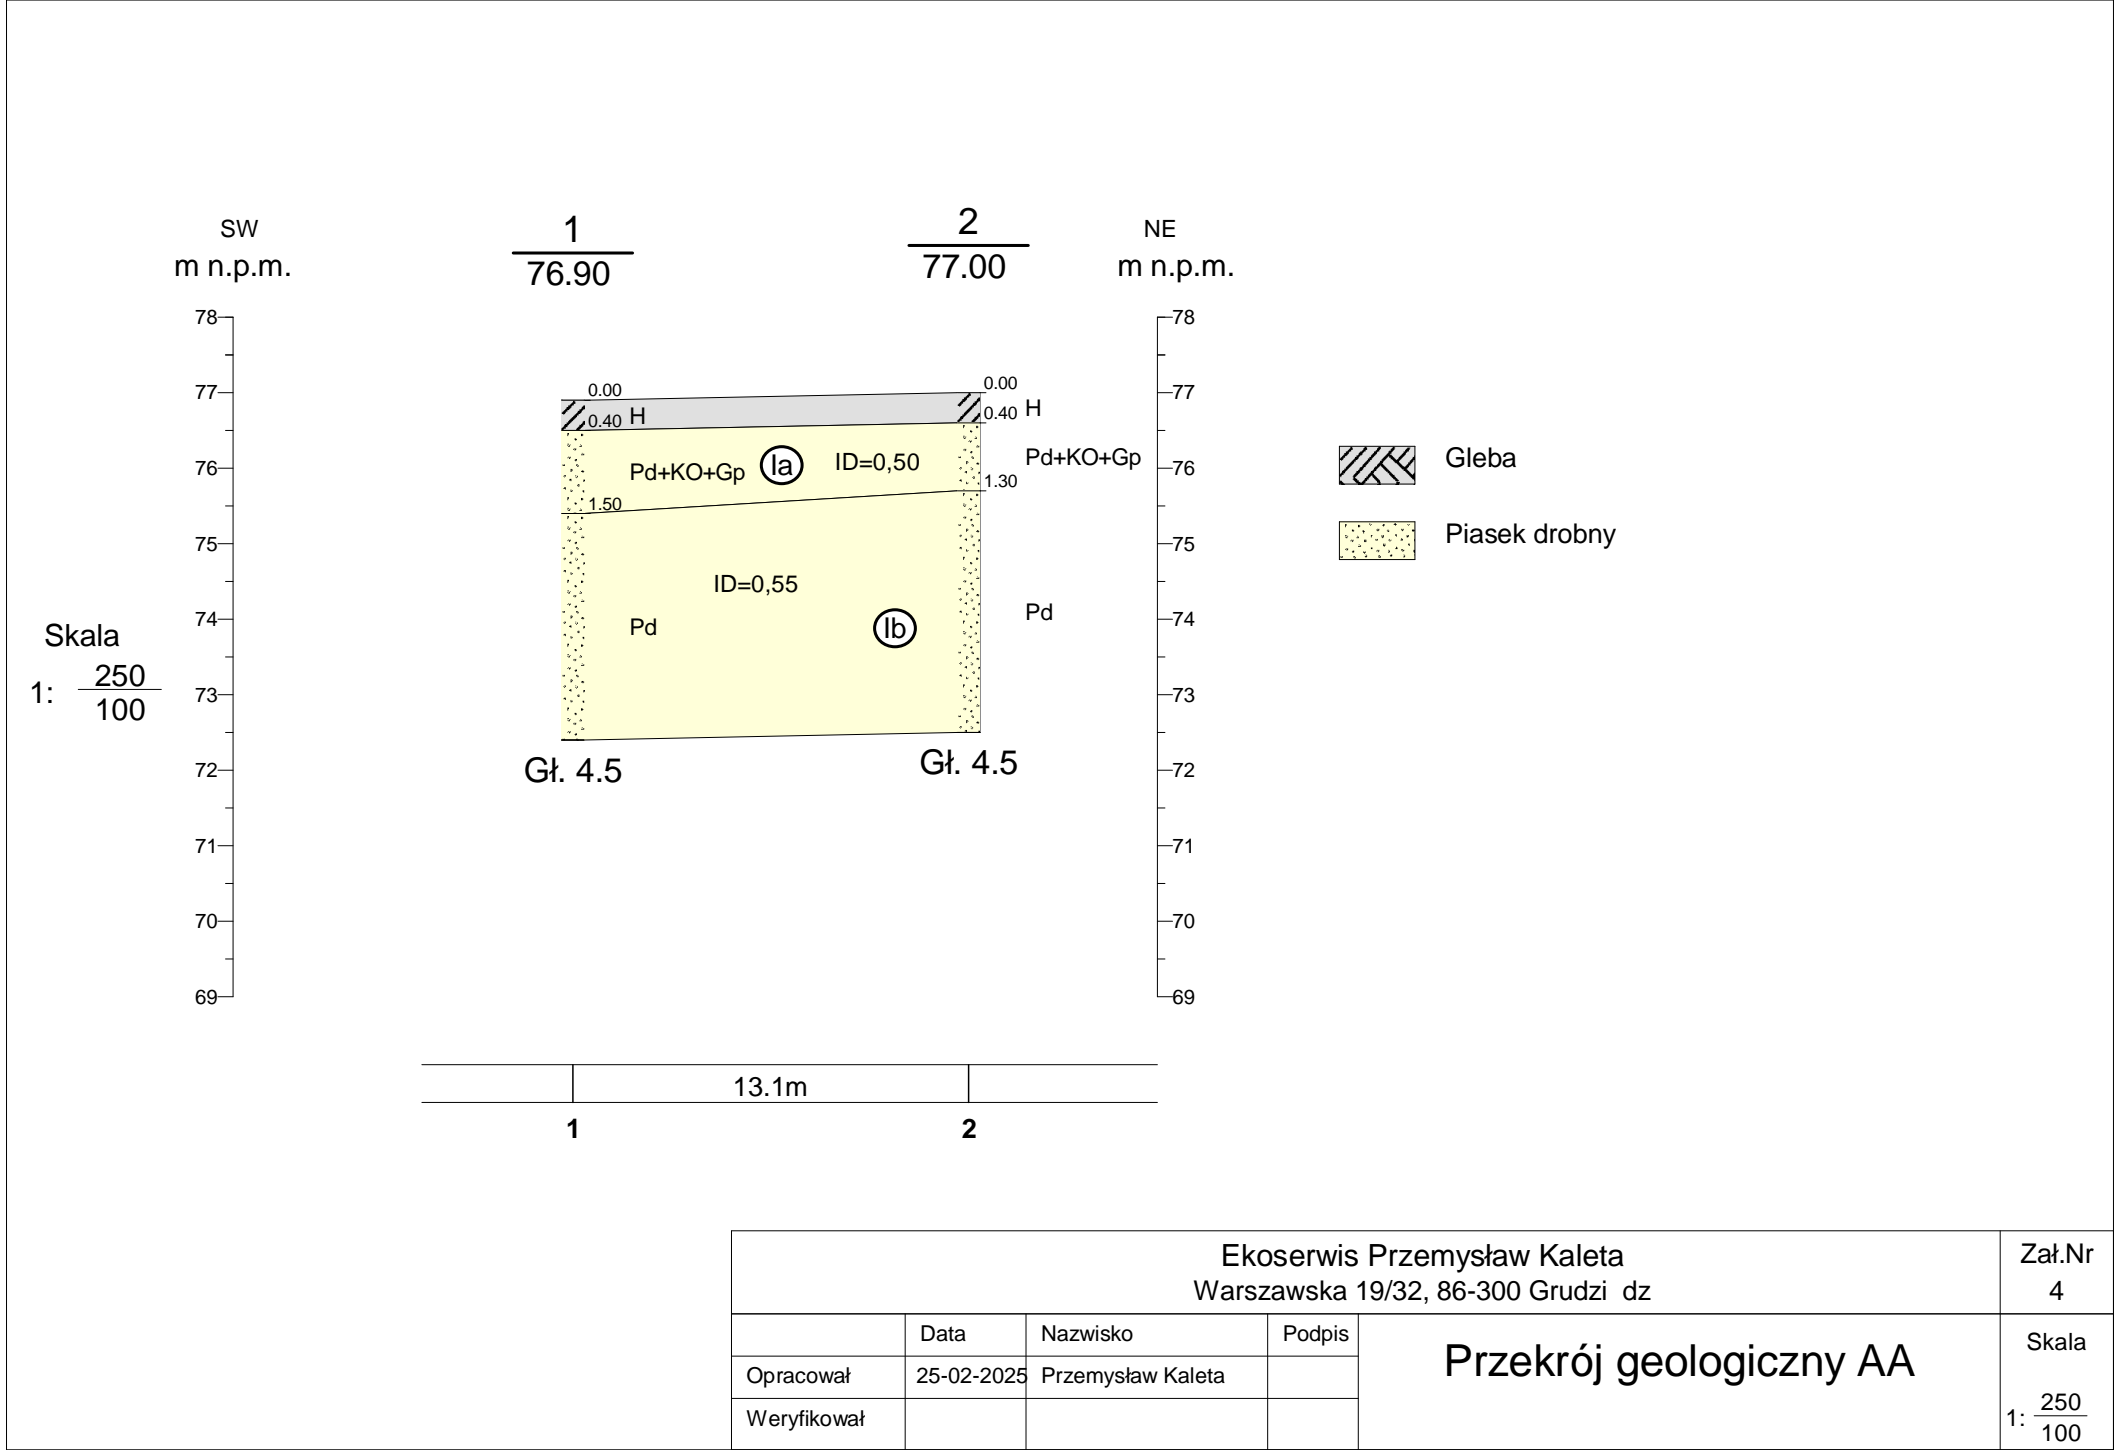 SW
m n.p.m.
1
76.90
2
77.00
NE
m n.p.m.
78
77
76
75
74
73
72
71
70
69
78
77
76
75
74
73
72
71
70
69
0.00
0.40 H
Pd+KO+Gp Ia ID=0,50
1.50
ID=0,55
Pd Ib
0.00
0.40 H
Pd+KO+Gp
1.30
Pd
Gł. 4.5
Gł. 4.5
Gleba
Piasek drobny
Skala
1: 250
100
13.1m
1 2
Ekoserwis Przemysław Kaleta
Warszawska 19/32, 86-300 Grudzi dz
Zał.Nr
4
Data Nazwisko Podpis
Opracował 25-02-2025 Przemysław Kaleta
Weryfikował
Przekrój geologiczny AA
Skala
1: 250
100